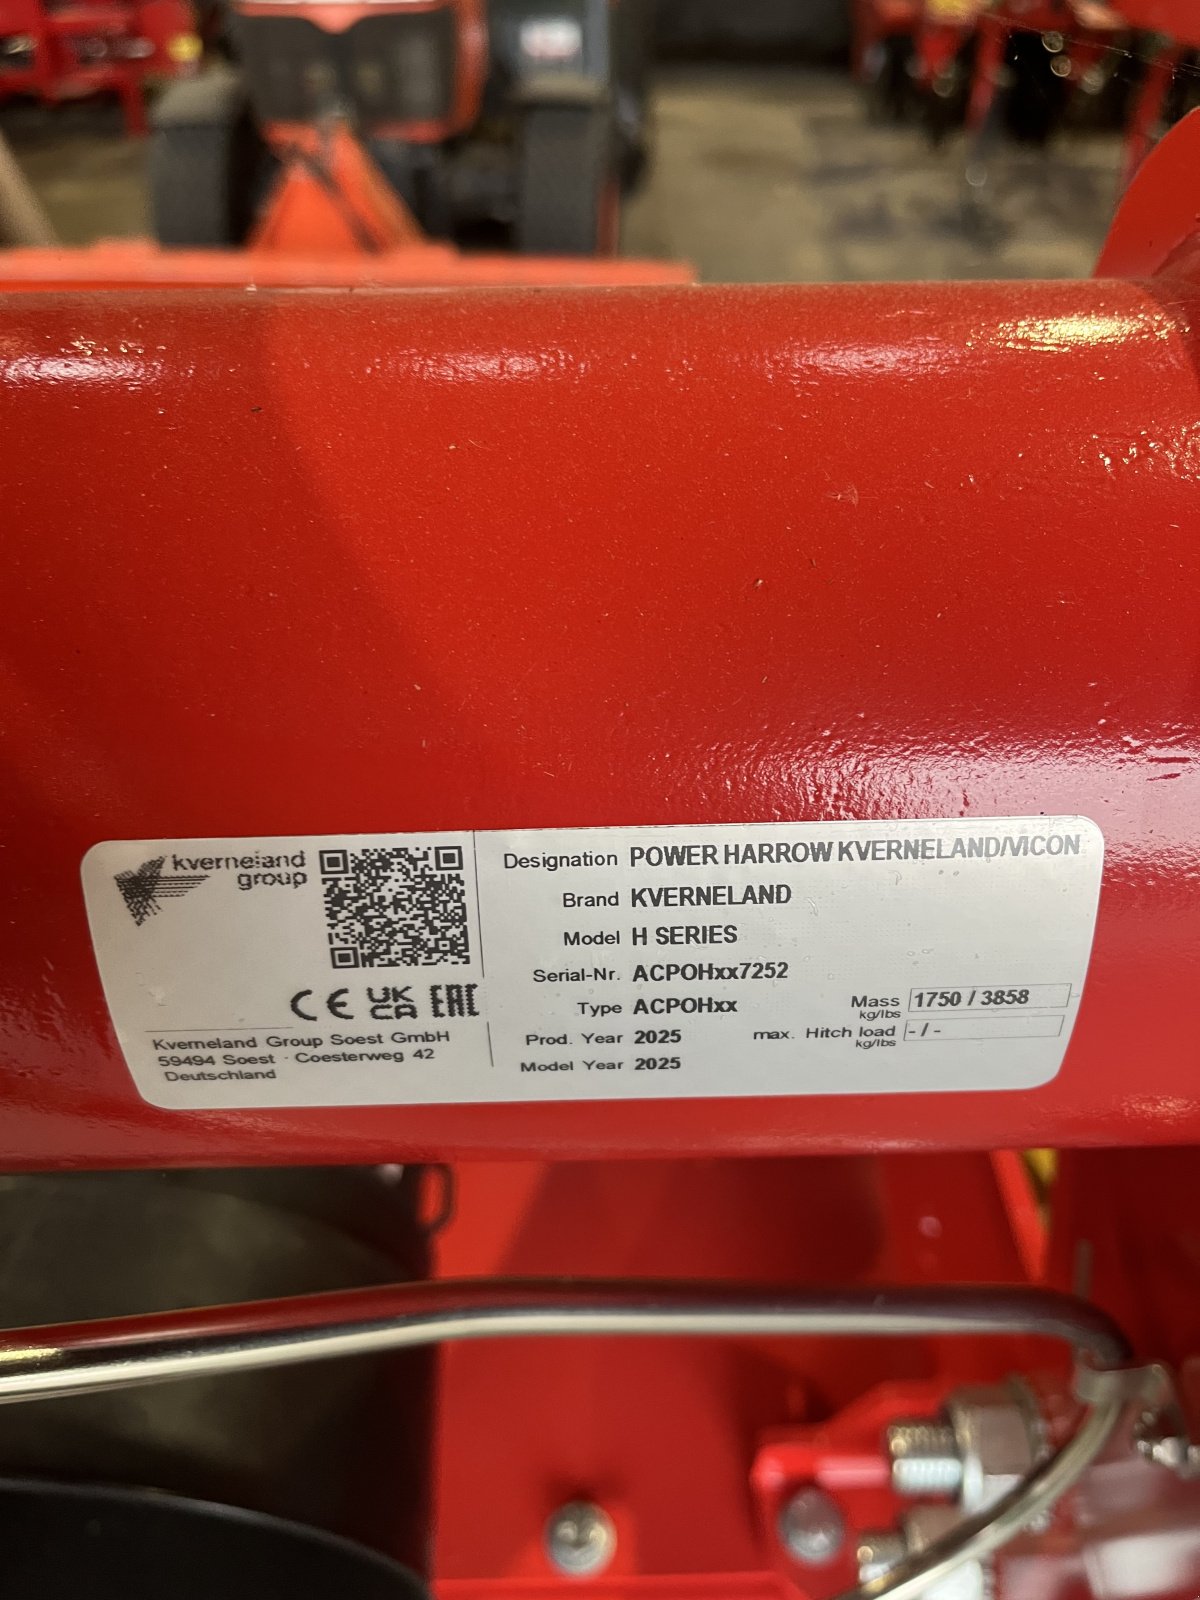 kverneland
group
CE UK CA EAC
Kverneland Group Soest GmbH
59494 Soest · Coesterweg 42
Deutschland
Designation POWER HARROW KVERNELAND/VICON
Brand KVERNELAND
Model H SERIES
Serial-Nr. ACPOHxx7252
Type ACPOHxx
Mass kg/lbs 1750 / 3858
Prod. Year 2025
max. Hitch load kg/lbs - / -
Model Year 2025